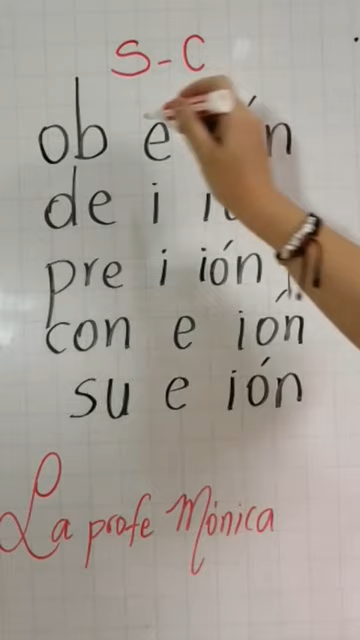 S-C
ob e n
de i i
pre i ión
con e ión
su e ión
La profe Mónica